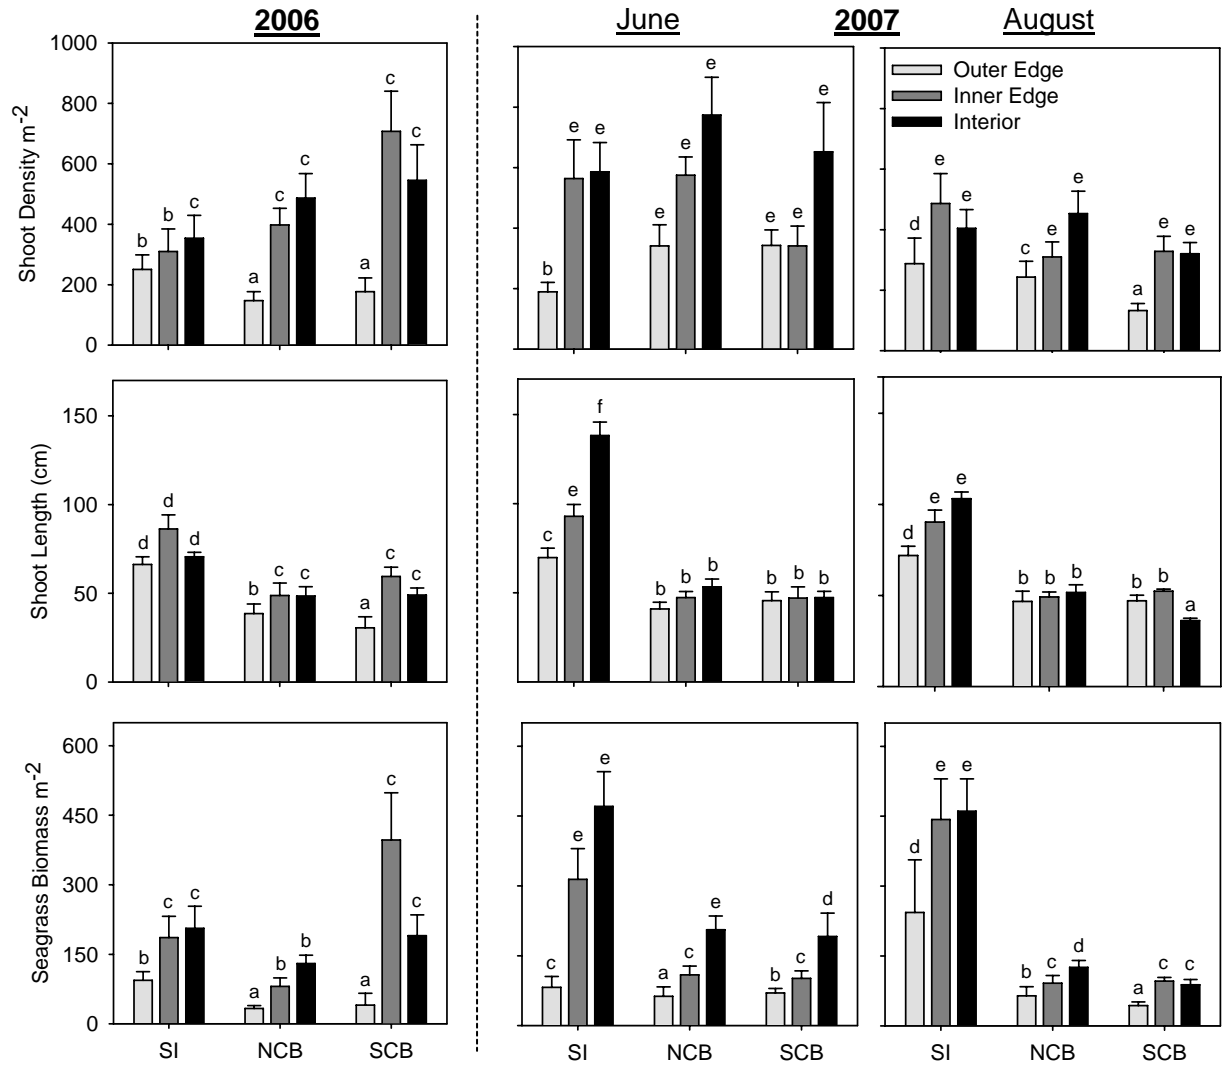 2006
June
2007
August
Shoot Density m-2
1000
800
600
400
200
0
b b c
a c c
a c c
b e e
e e e
e e e
Outer Edge
Inner Edge
Interior
d e e
c e e
a e e
Shoot Length (cm)
150
100
50
0
d d d
b c c
a c c
c e f
b b b
b b b
d e e
b b b
b b a
Seagrass Biomass m-2
600
450
300
150
0
b c c
a b b
a c c
c e e
a c e
b c d
d e e
b c d
a c c
SI NCB SCB
SI NCB SCB
SI NCB SCB